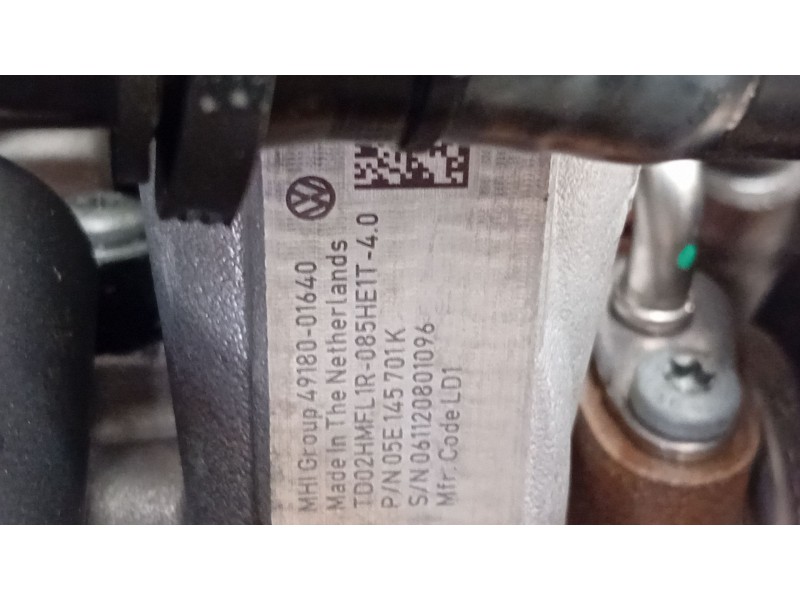 MHI Group 49180-01640
Made In The Netherlands
TD02HMFL1R-085HE1T-4.0
P/N 05E 145 701 K
S/N 061120801096
Mfr. Code LD1